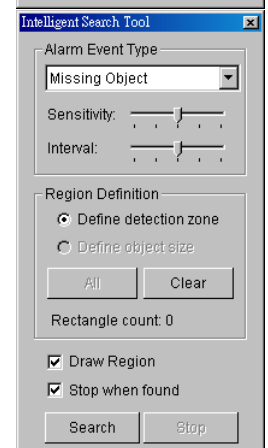 Intelligent Search Tool
Alarm Event Type
Missing Object
Sensitivity:
Interval:
Region Definition
Define detection zone
Define object size
All Clear
Rectangle count: 0
Draw Region
Stop when found
Search Stop